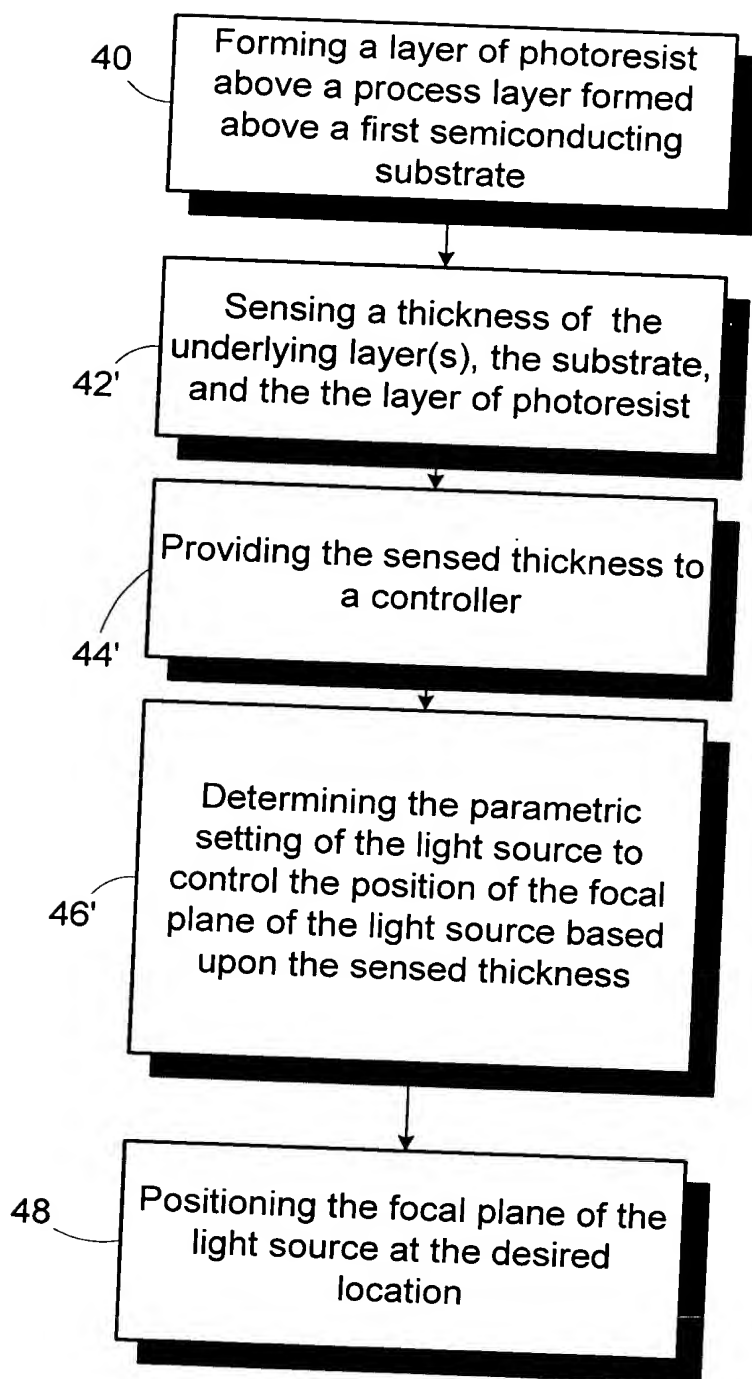 40
Forming a layer of photoresist
above a process layer formed
above a first semiconducting
substrate
42'
Sensing a thickness of the
underlying layer(s), the substrate,
and the the layer of photoresist
44'
Providing the sensed thickness to
a controller
46'
Determining the parametric
setting of the light source to
control the position of the focal
plane of the light source based
upon the sensed thickness
48
Positioning the focal plane of the
light source at the desired
location